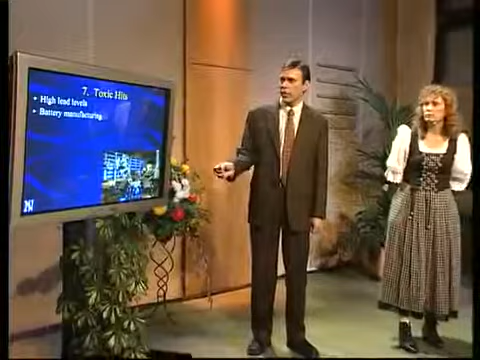 7. Toxic Hits
• High lead levels
• Battery manufacturing
N